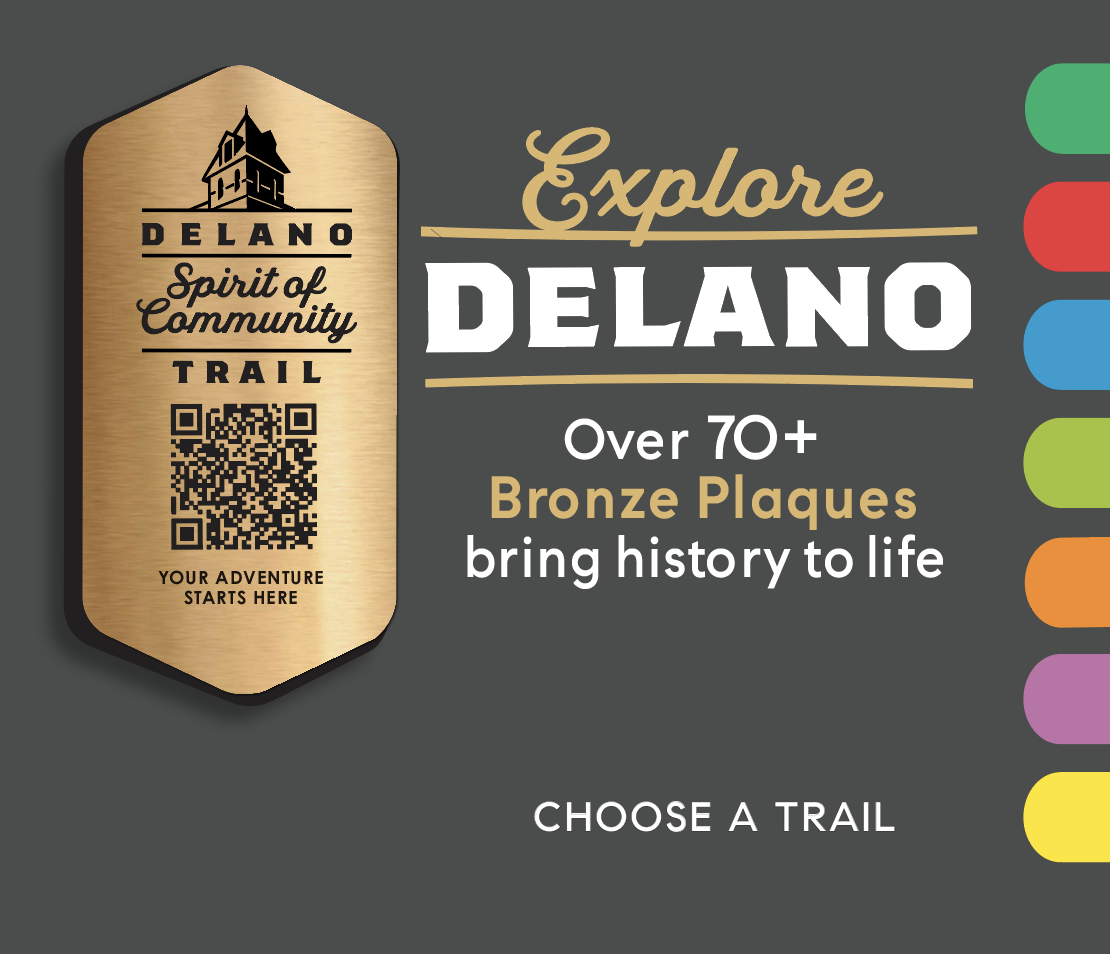 DELANO
Spirit of
Community
TRAIL
YOUR ADVENTURE
STARTS HERE
Explore
DELANO
Over 70+
Bronze Plaques
bring history to life
CHOOSE A TRAIL